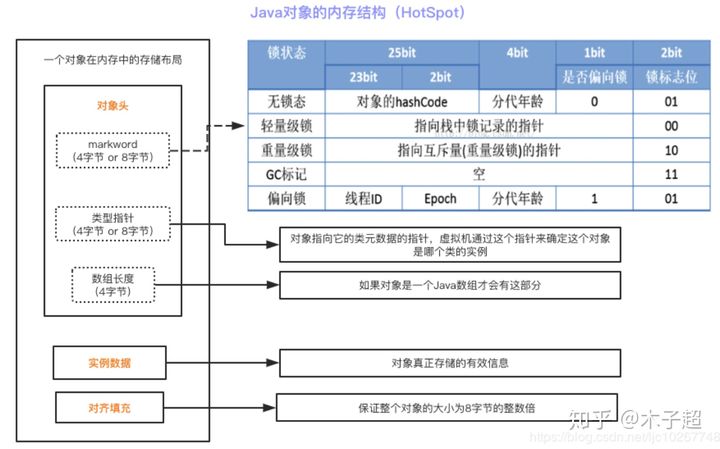 Java对象的内存结构（HotSpot）
一个对象在内存中的存储布局
对象头
markword
(4字节 or 8字节)
类型指针
(4字节 or 8字节)
数组长度
(4字节)
实例数据
对齐填充
锁状态 25bit 4bit 1bit 2bit
23bit 2bit 是否偏向锁 锁标志位
无锁态 对象的hashCode 分代年龄 0 01
轻量级锁 指向栈中锁记录的指针 00
重量级锁 指向互斥量(重量级锁)的指针 10
GC标记 空 11
偏向锁 线程ID Epoch 分代年龄 1 01
对象指向它的类元数据的指针，虚拟机通过这个指针来确定这个对象
是哪个类的实例
如果对象是一个Java数组才会有这部分
对象真正存储的有效信息
保证整个对象的大小为8字节的整数倍
知乎 @木子超
https://blog.csdn.net/ljc10267748